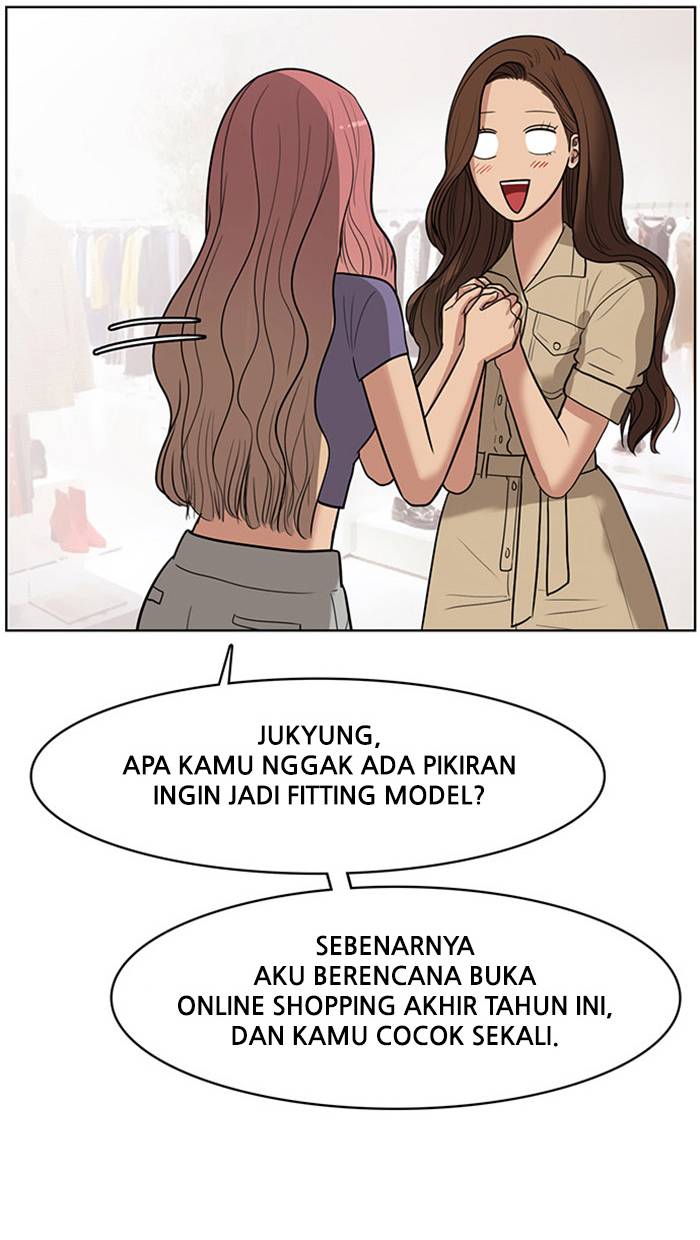 JUKYUNG,
APA KAMU NGGAK ADA PIKIRAN
INGIN JADI FITTING MODEL?
SEBENARNYA
AKU BERENCANA BUKA
ONLINE SHOPPING AKHIR TAHUN INI,
DAN KAMU COCOK SEKALI.